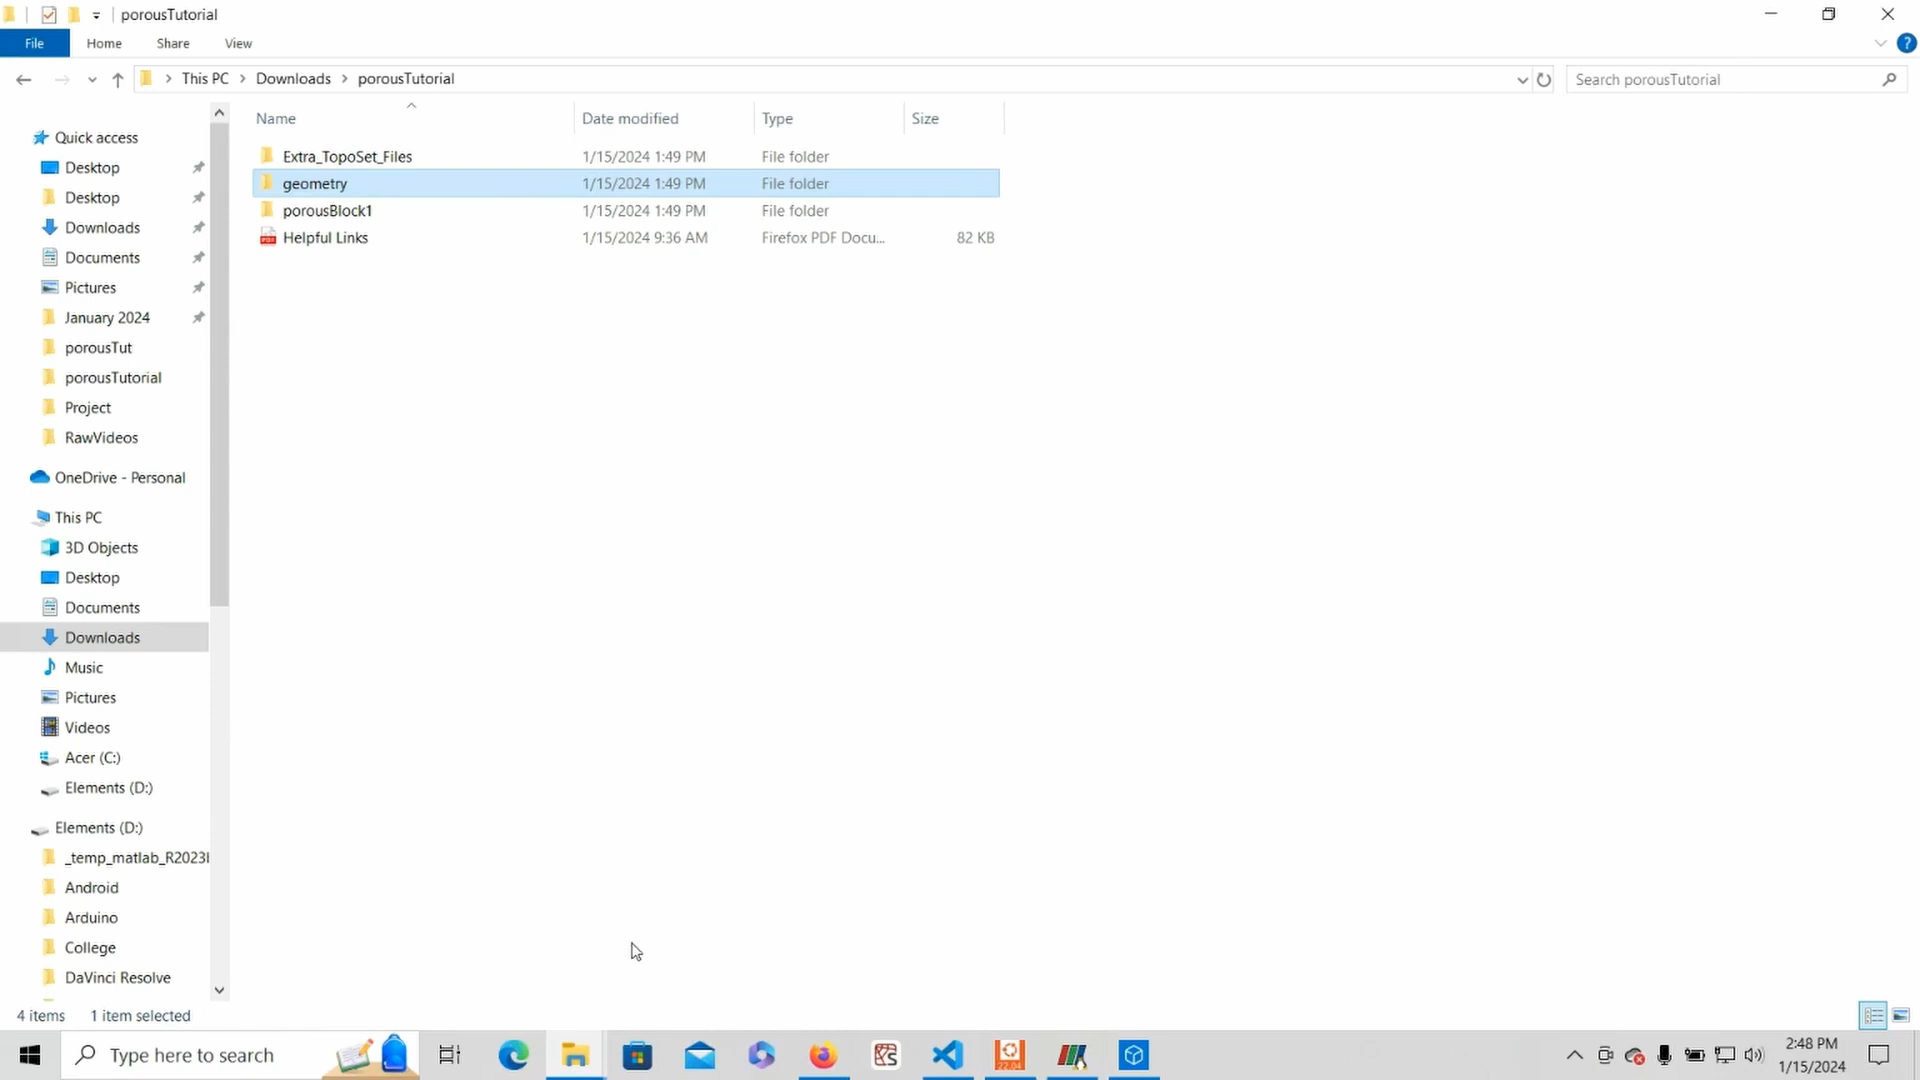 porousTutorial
File Home Share View
This PC Downloads porousTutorial Search porousTutorial
Name Date modified Type Size
Extra_TopoSet_Files 1/15/2024 1:49 PM File folder
geometry 1/15/2024 1:49 PM File folder
porousBlock1 1/15/2024 1:49 PM File folder
Helpful Links 1/15/2024 9:36 AM Firefox PDF Docu... 82 KB
Quick access
Desktop
Desktop
Downloads
Documents
Pictures
January 2024
porousTut
porousTutorial
Project
RawVideos
OneDrive - Personal
This PC
3D Objects
Desktop
Documents
Downloads
Music
Pictures
Videos
Acer (C:)
Elements (D:)
Elements (D:)
_temp_matlab_R2023
Android
Arduino
College
DaVinci Resolve
4 items 1 item selected
Type here to search
22.04
2:48 PM
1/15/2024